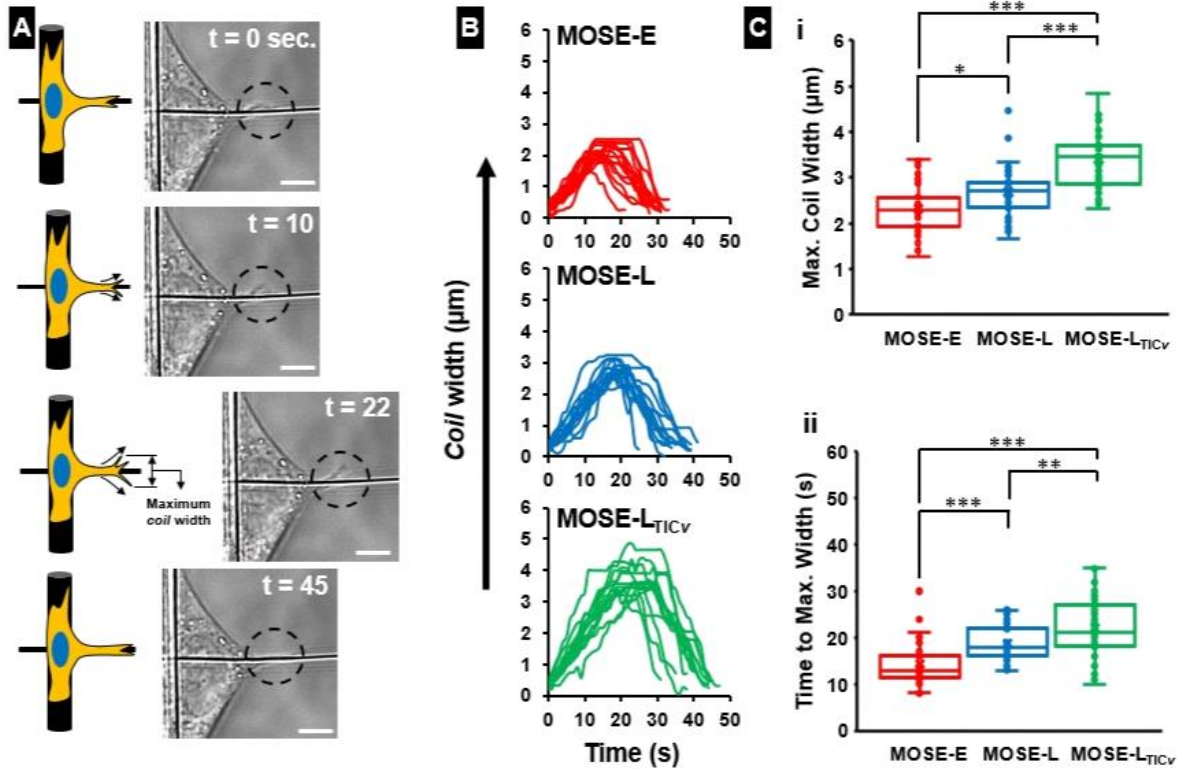 A
t = 0 sec.
t = 10
t = 22
Maximum
coil width
t = 45
B
Coil width (μm)
MOSE-E
6
5
4
3
2
1
0
0 10 20 30 40 50
MOSE-L
6
5
4
3
2
1
0
0 10 20 30 40 50
MOSE-LTICv
6
5
4
3
2
1
0
0 10 20 30 40 50
Time (s)
C
i
***
***
*
Max. Coil Width (μm)
6
5
4
3
2
1
0
MOSE-E MOSE-L MOSE-LTICv
ii
***
**
***
Time to Max. Width (s)
60
50
40
30
20
10
0
MOSE-E MOSE-L MOSE-LTICv